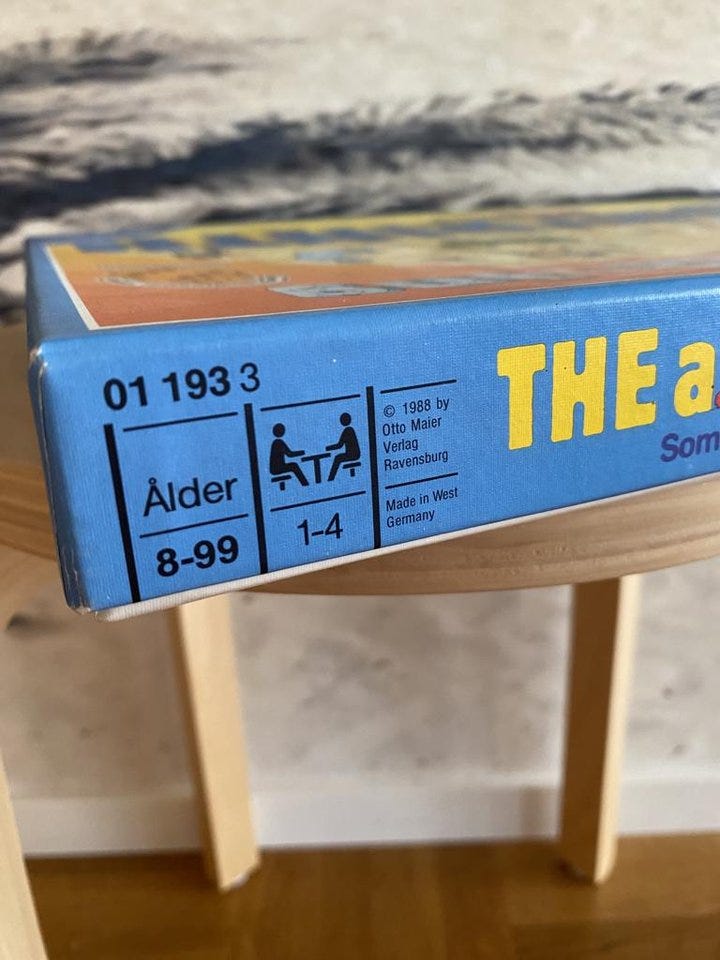 01 193 3
Ålder
8-99
1-4
© 1988 by
Otto Maier
Verlag
Ravensburg
Made in West
Germany
THE a
Som